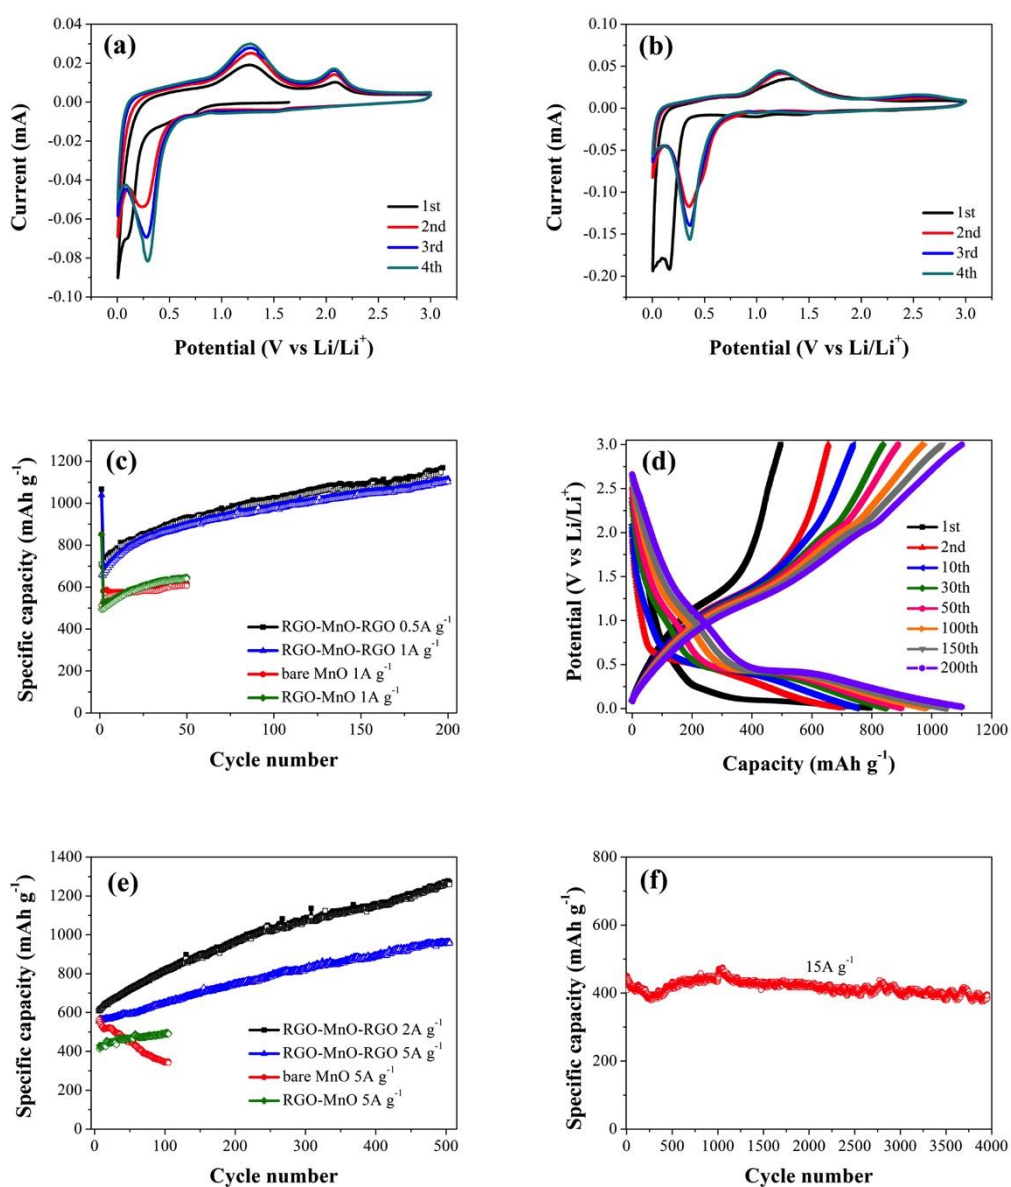 (a)
0.04
0.02
0.00
-0.02
-0.04
-0.06
-0.08
-0.10
Current (mA)
1st
2nd
3rd
4th
0.0 0.5 1.0 1.5 2.0 2.5 3.0
Potential (V vs Li/Li⁺)
(b)
0.10
0.05
0.00
-0.05
-0.10
-0.15
-0.20
Current (mA)
1st
2nd
3rd
4th
0.0 0.5 1.0 1.5 2.0 2.5 3.0
Potential (V vs Li/Li⁺)
(c)
1200
1000
800
600
400
200
0
Specific capacity (mAh g⁻¹)
RGO-MnO-RGO 0.5A g⁻¹
RGO-MnO-RGO 1A g⁻¹
bare MnO 1A g⁻¹
RGO-MnO 1A g⁻¹
0 50 100 150 200
Cycle number
(d)
3.0
2.5
2.0
1.5
1.0
0.5
0.0
Potential (V vs Li/Li⁺)
1st
2nd
10th
30th
50th
100th
150th
200th
0 200 400 600 800 1000 1200
Capacity (mAh g⁻¹)
(e)
1400
1200
1000
800
600
400
200
0
Specific capacity (mAh g⁻¹)
RGO-MnO-RGO 2A g⁻¹
RGO-MnO-RGO 5A g⁻¹
bare MnO 5A g⁻¹
RGO-MnO 5A g⁻¹
0 100 200 300 400 500
Cycle number
(f)
800
600
400
200
0
Specific capacity (mAh g⁻¹)
15A g⁻¹
0 500 1000 1500 2000 2500 3000 3500 4000
Cycle number